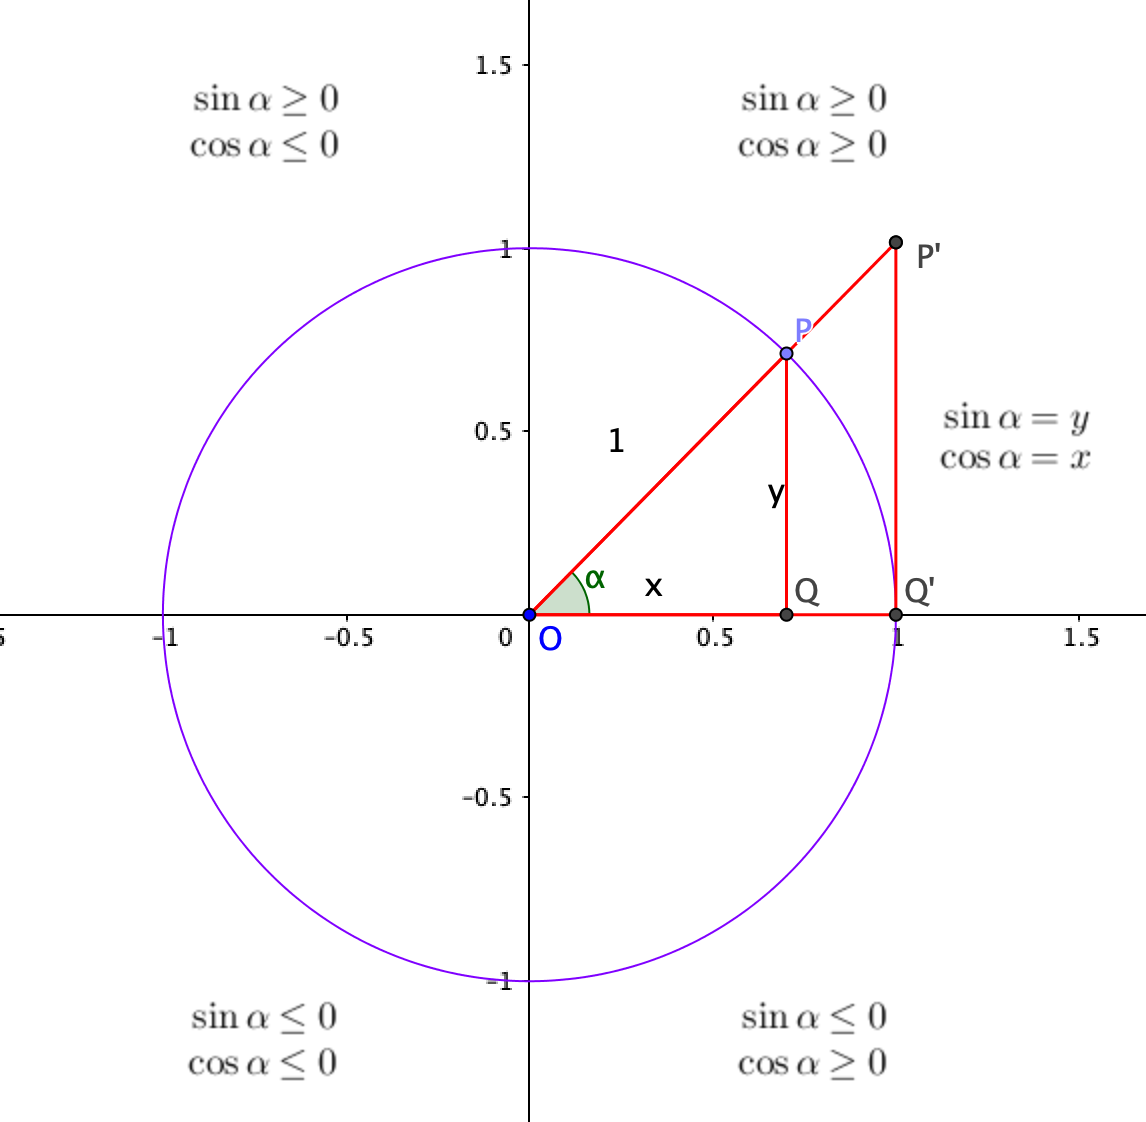 1.5
sin α ≥ 0
cos α ≤ 0
sin α ≥ 0
cos α ≥ 0
1
P'
P
0.5
1
sin α = y
cos α = x
y
α
x
Q
Q'
5
–1
–0.5
0
O
0.5
1
1.5
–0.5
–1
sin α ≤ 0
cos α ≤ 0
sin α ≤ 0
cos α ≥ 0